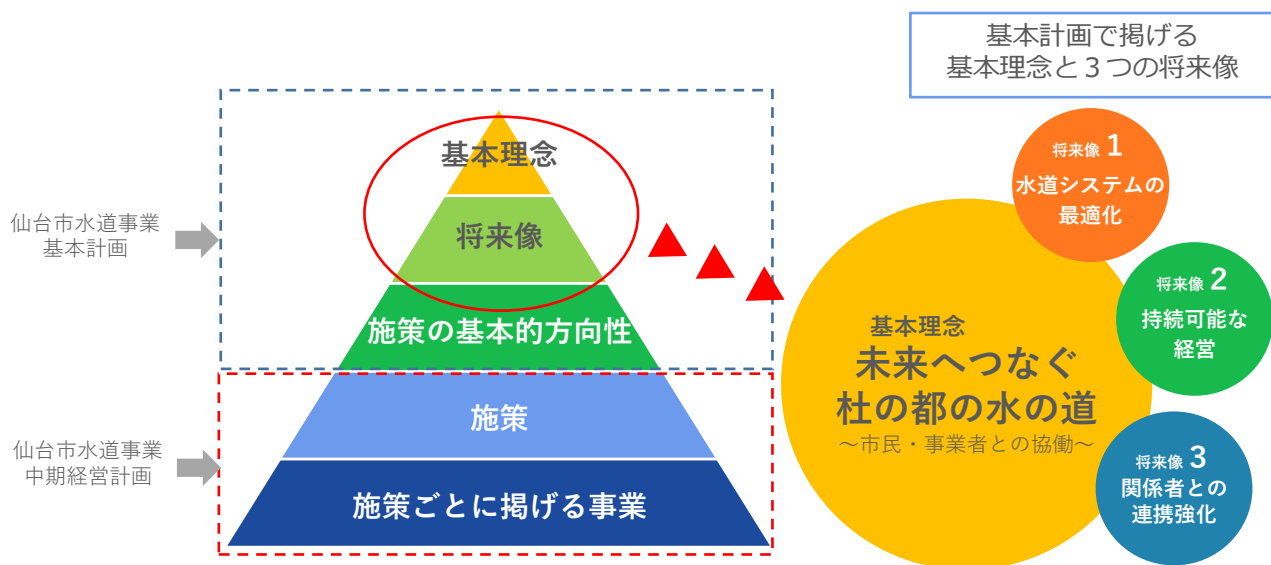 基本計画で掲げる
基本理念と３つの将来像
仙台市水道事業
基本計画
基本理念
将来像
施策の基本的方向性
仙台市水道事業
中期経営計画
施策
施策ごとに掲げる事業
基本理念
未来へつなぐ
杜の都の水の道
～市民・事業者との協働～
将来像 1
水道システムの
最適化
将来像 2
持続可能な
経営
将来像 3
関係者との
連携強化